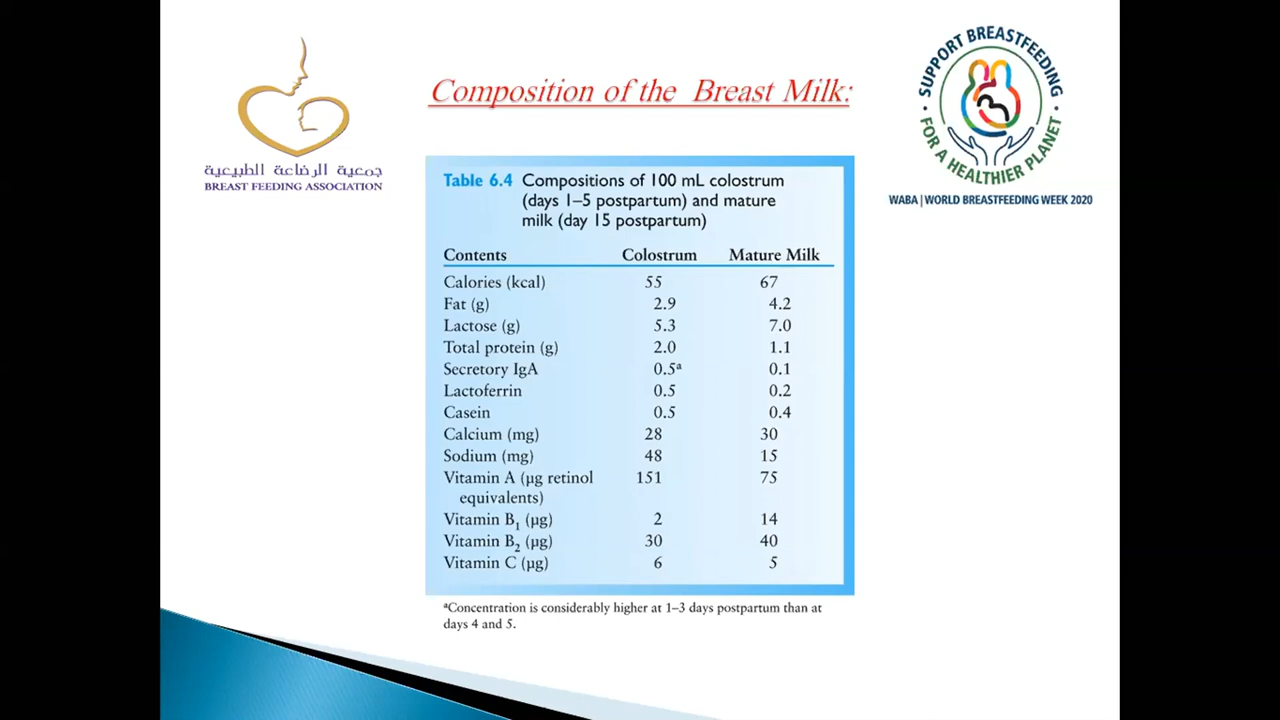 جمعية الرضاعة الطبيعية
BREAST FEEDING ASSOCIATION
Composition of the Breast Milk:
SUPPORT BREASTFEEDING
FOR A HEALTHIER PLANET
WABA | WORLD BREASTFEEDING WEEK 2020
Table 6.4 Compositions of 100 mL colostrum
(days 1–5 postpartum) and mature
milk (day 15 postpartum)
Contents Colostrum Mature Milk
Calories (kcal) 55 67
Fat (g) 2.9 4.2
Lactose (g) 5.3 7.0
Total protein (g) 2.0 1.1
Secretory IgA 0.5ᵃ 0.1
Lactoferrin 0.5 0.2
Casein 0.5 0.4
Calcium (mg) 28 30
Sodium (mg) 48 15
Vitamin A (μg retinol 151 75
equivalents)
Vitamin B₁ (μg) 2 14
Vitamin B₂ (μg) 30 40
Vitamin C (μg) 6 5
ᵃConcentration is considerably higher at 1–3 days postpartum than at
days 4 and 5.